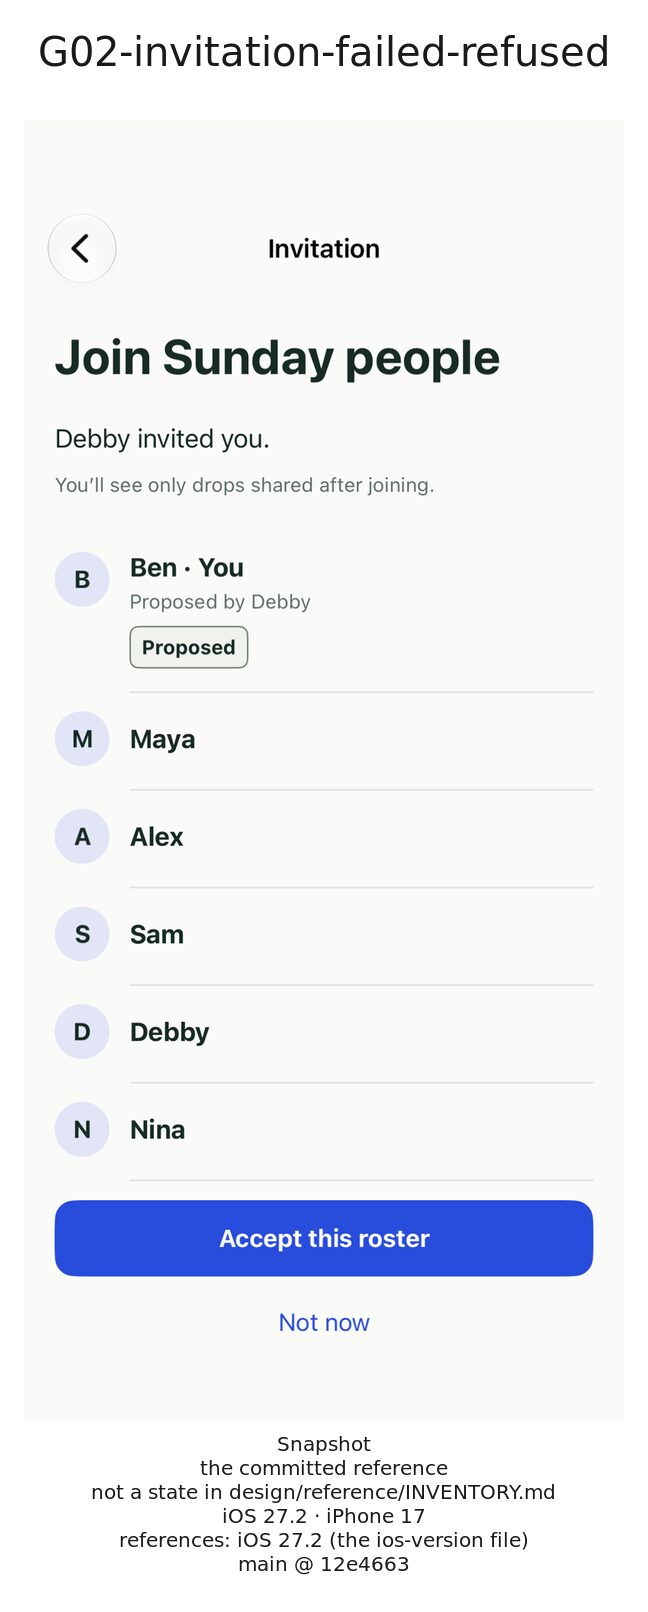 G02-invitation-failed-refused
Invitation
Join Sunday people
Debby invited you.
You’ll see only drops shared after joining.
B
Ben · You
Proposed by Debby
Proposed
M
Maya
A
Alex
S
Sam
D
Debby
N
Nina
Accept this roster
Not now
Snapshot
the committed reference
not a state in design/reference/INVENTORY.md
iOS 27.2 · iPhone 17
references: iOS 27.2 (the ios-version file)
main @ 12e4663